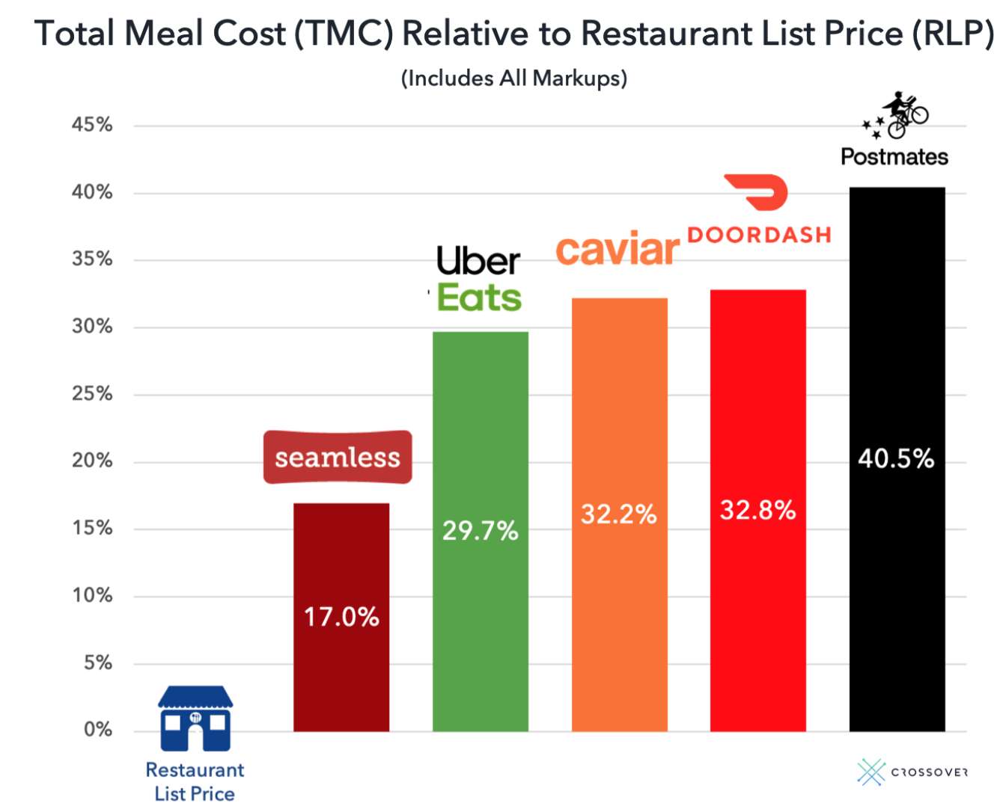 Total Meal Cost (TMC) Relative to Restaurant List Price (RLP)
(Includes All Markups)
45%
40%
35%
30%
25%
20%
15%
10%
5%
0%
Restaurant
List Price
seamless
17.0%
Uber
Eats
29.7%
caviar
32.2%
DOORDASH
32.8%
Postmates
40.5%
CROSSOVER